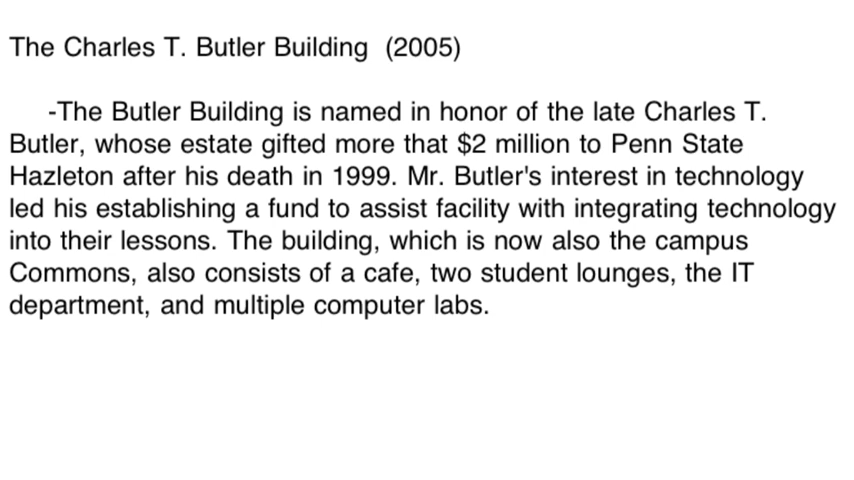 The Charles T. Butler Building (2005)
-The Butler Building is named in honor of the late Charles T.
Butler, whose estate gifted more that $2 million to Penn State
Hazleton after his death in 1999. Mr. Butler's interest in technology
led his establishing a fund to assist facility with integrating technology
into their lessons. The building, which is now also the campus
Commons, also consists of a cafe, two student lounges, the IT
department, and multiple computer labs.